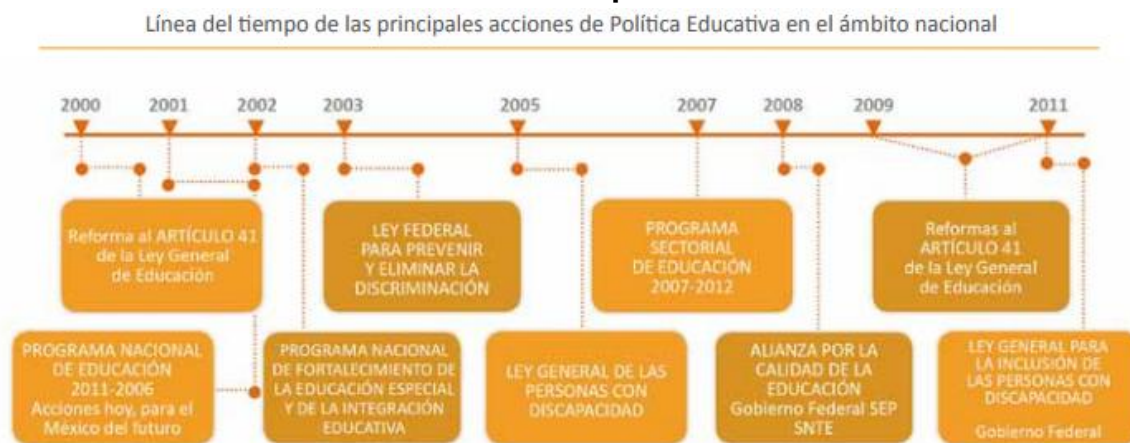 Línea del tiempo de las principales acciones de Política Educativa en el ámbito nacional
2000 2001 2002 2003 2005 2007 2008 2009 2011
Reforma al ARTÍCULO 41
de la Ley General
de Educación
LEY FEDERAL
PARA PREVENIR
Y ELIMINAR LA
DISCRIMINACIÓN
PROGRAMA
SECTORIAL
DE EDUCACIÓN
2007-2012
Reformas al
ARTÍCULO 41
de la Ley General
de Educación
PROGRAMA NACIONAL
DE EDUCACIÓN
2011-2006
Acciones hoy, para el
México del futuro
PROGRAMA NACIONAL
DE FORTALECIMIENTO DE
LA EDUCACIÓN ESPECIAL
Y DE LA INTEGRACIÓN
EDUCATIVA
LEY GENERAL DE LAS
PERSONAS CON
DISCAPACIDAD
ALIANZA POR LA
CALIDAD DE LA
EDUCACIÓN
Gobierno Federal SEP
SNTE
LEY GENERAL PARA
LA INCLUSIÓN DE
LAS PERSONAS CON
DISCAPACIDAD
Gobierno Federal